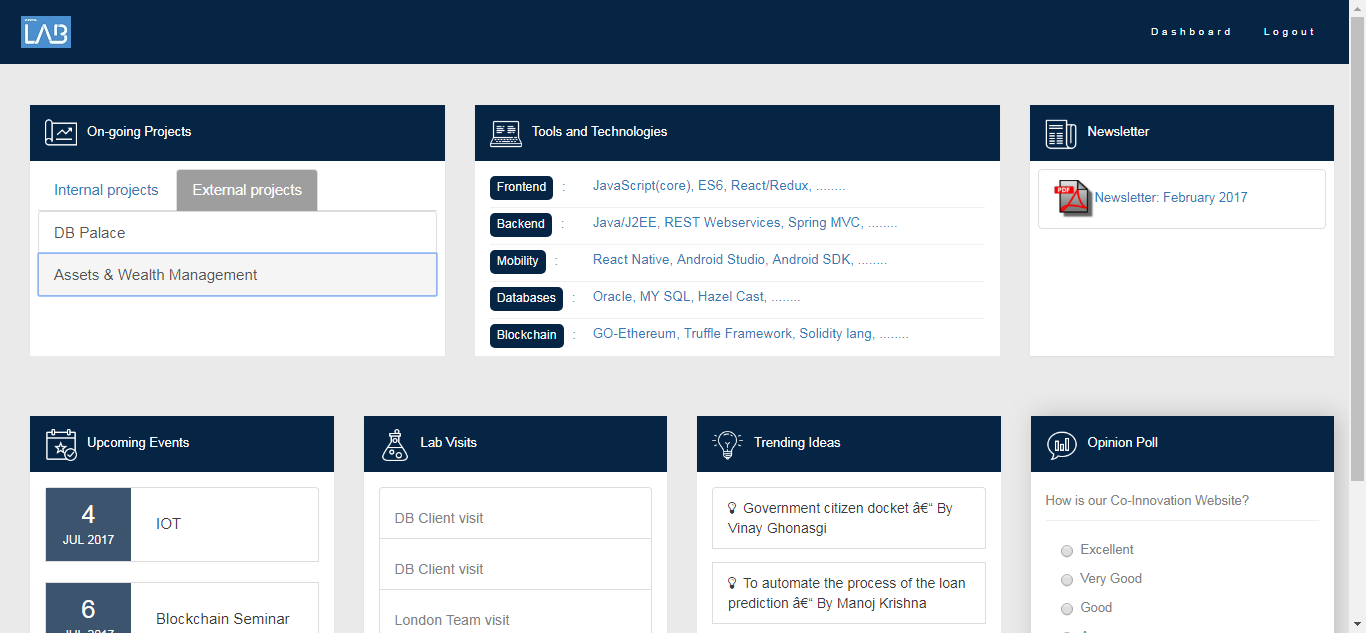 LAB
Dashboard Logout
On-going Projects
Internal projects External projects
DB Palace
Assets & Wealth Management
Tools and Technologies
Frontend : JavaScript(core), ES6, React/Redux, ........
Backend : Java/J2EE, REST Webservices, Spring MVC, ........
Mobility : React Native, Android Studio, Android SDK, ........
Databases : Oracle, MY SQL, Hazel Cast, ........
Blockchain : GO-Ethereum, Truffle Framework, Solidity lang, ........
Newsletter
PDF Newsletter: February 2017
Upcoming Events
4
JUL 2017
IOT
6
JUL 2017
Blockchain Seminar
Lab Visits
DB Client visit
DB Client visit
London Team visit
Trending Ideas
Government citizen docket â€“ By
Vinay Ghonasgi
To automate the process of the loan
prediction â€“ By Manoj Krishna
Opinion Poll
How is our Co-Innovation Website?
Excellent
Very Good
Good